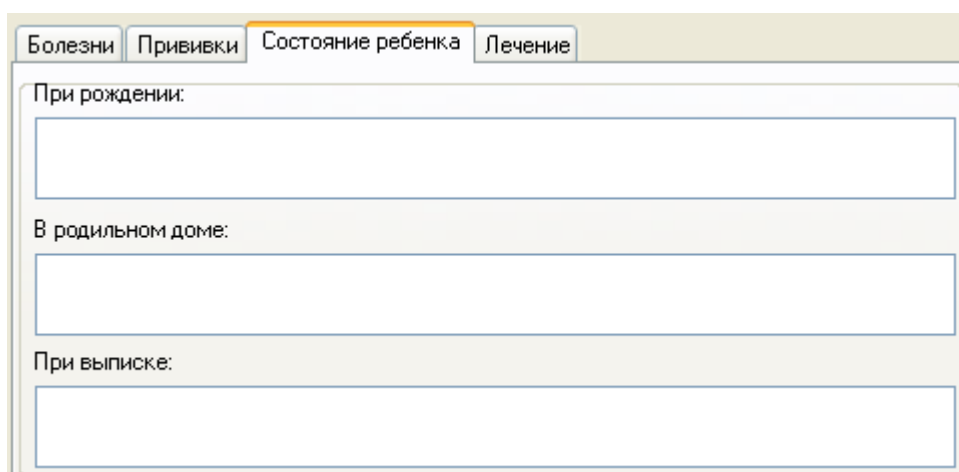 Болезни Прививки Состояние ребенка Лечение
При рождении:
В родильном доме:
При выписке: